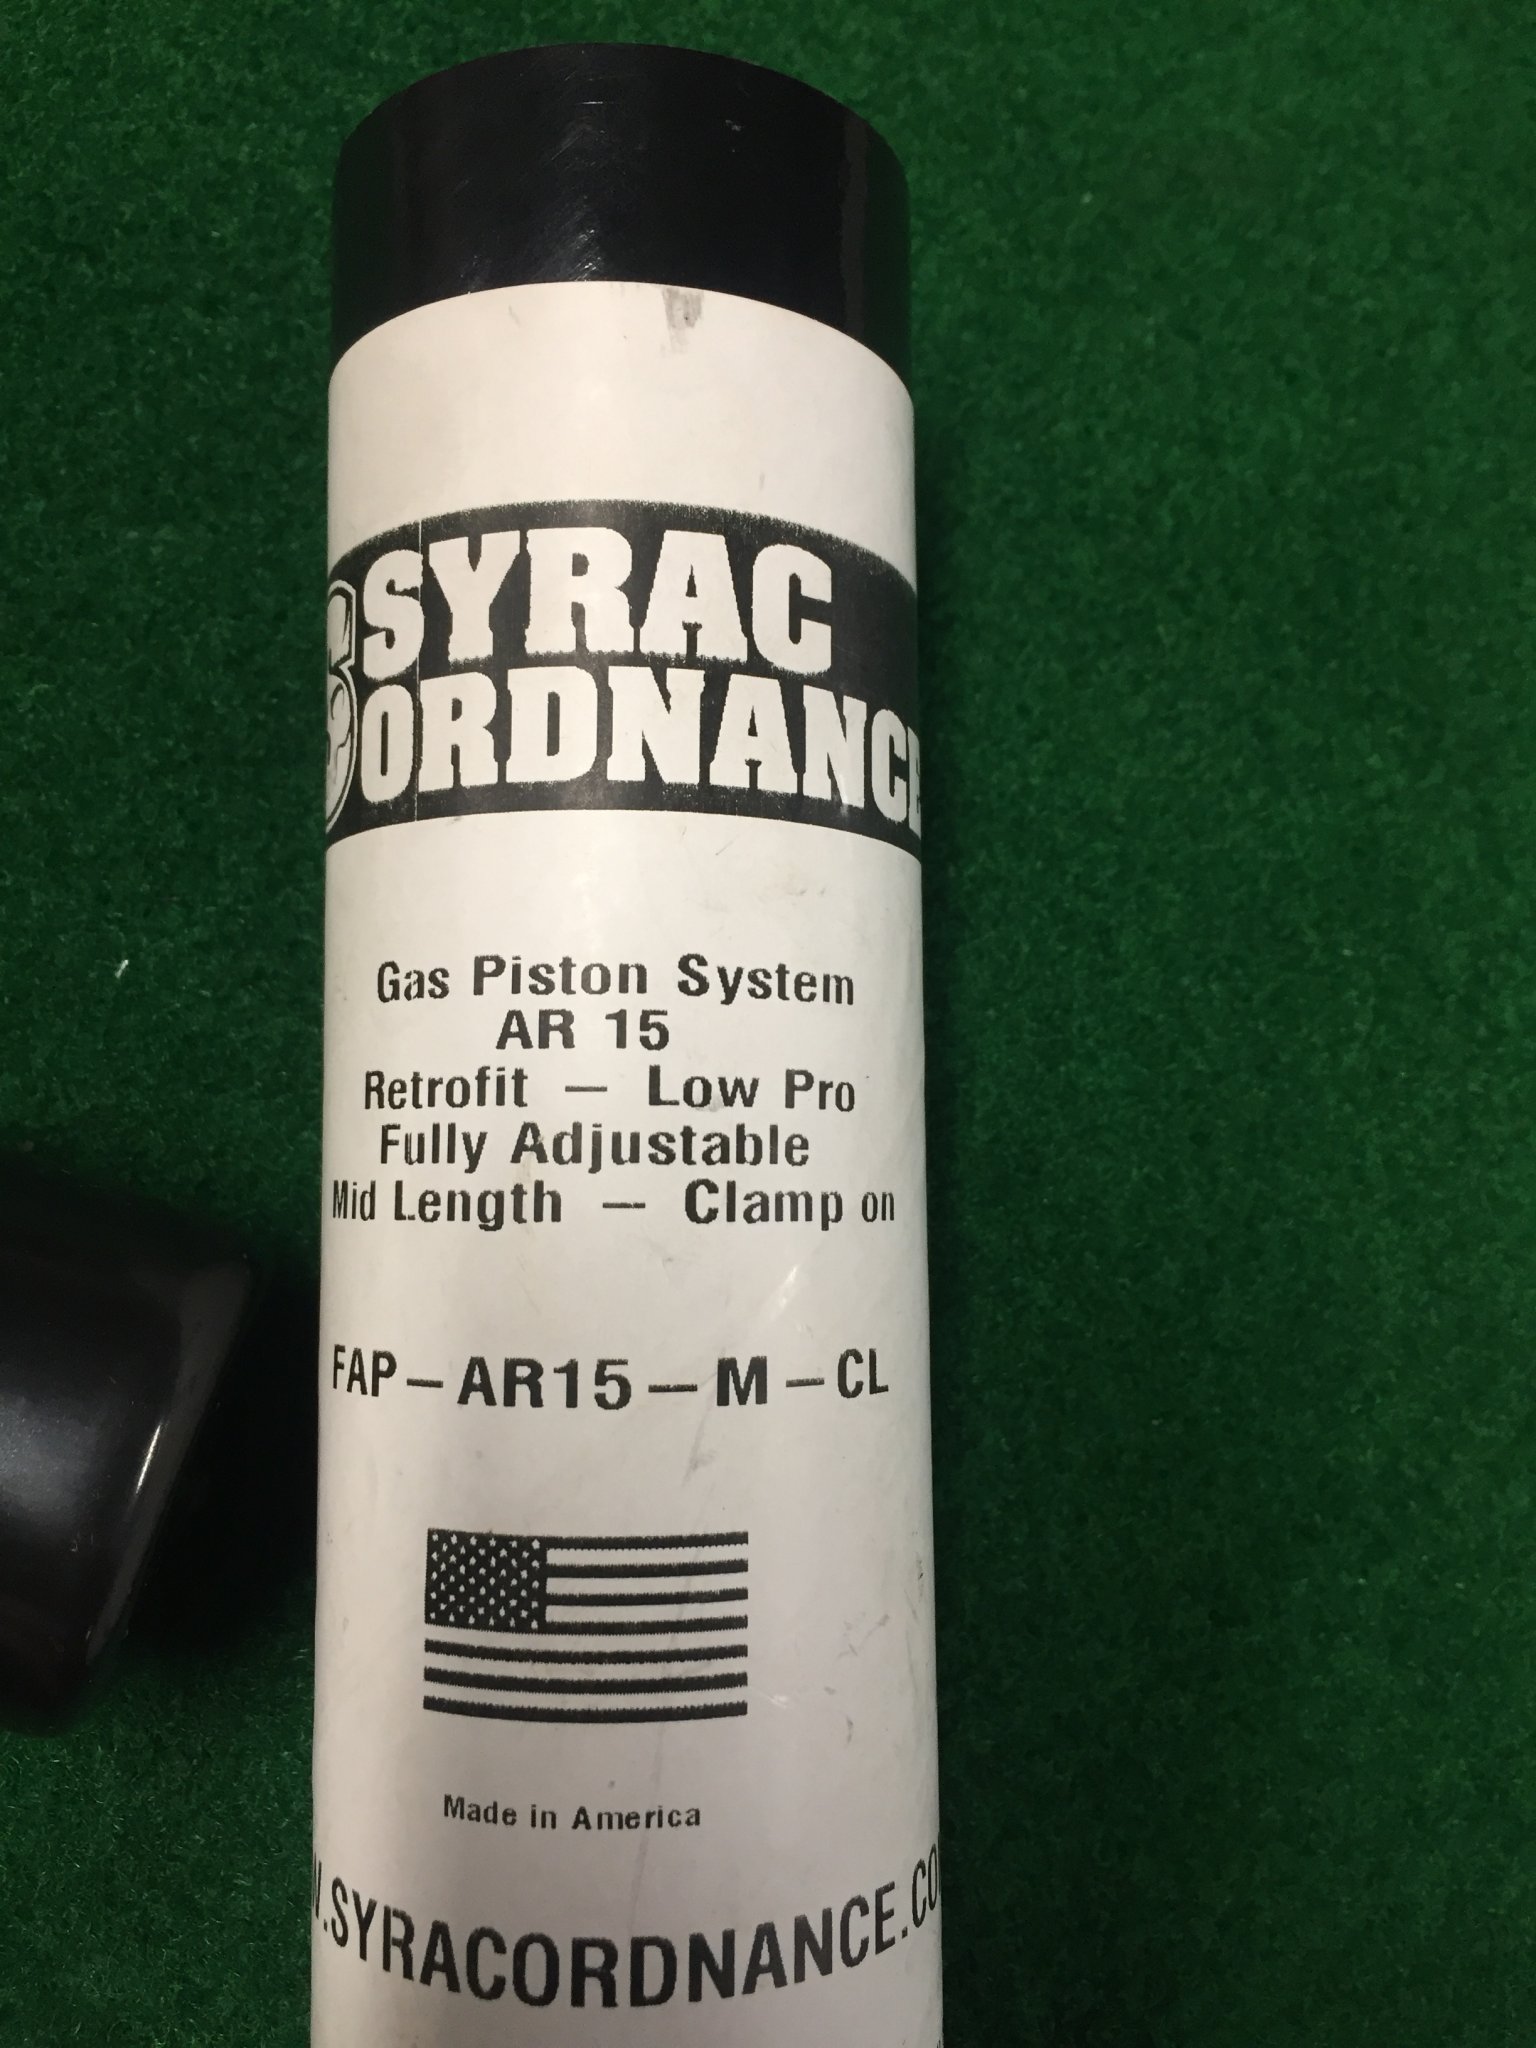 SYRAC
ORDNANCE
Gas Piston System
AR 15
Retrofit — Low Pro
Fully Adjustable
Mid Length — Clamp on
FAP-AR15-M-CL
Made in America
.SYRACORDNANCE.CO